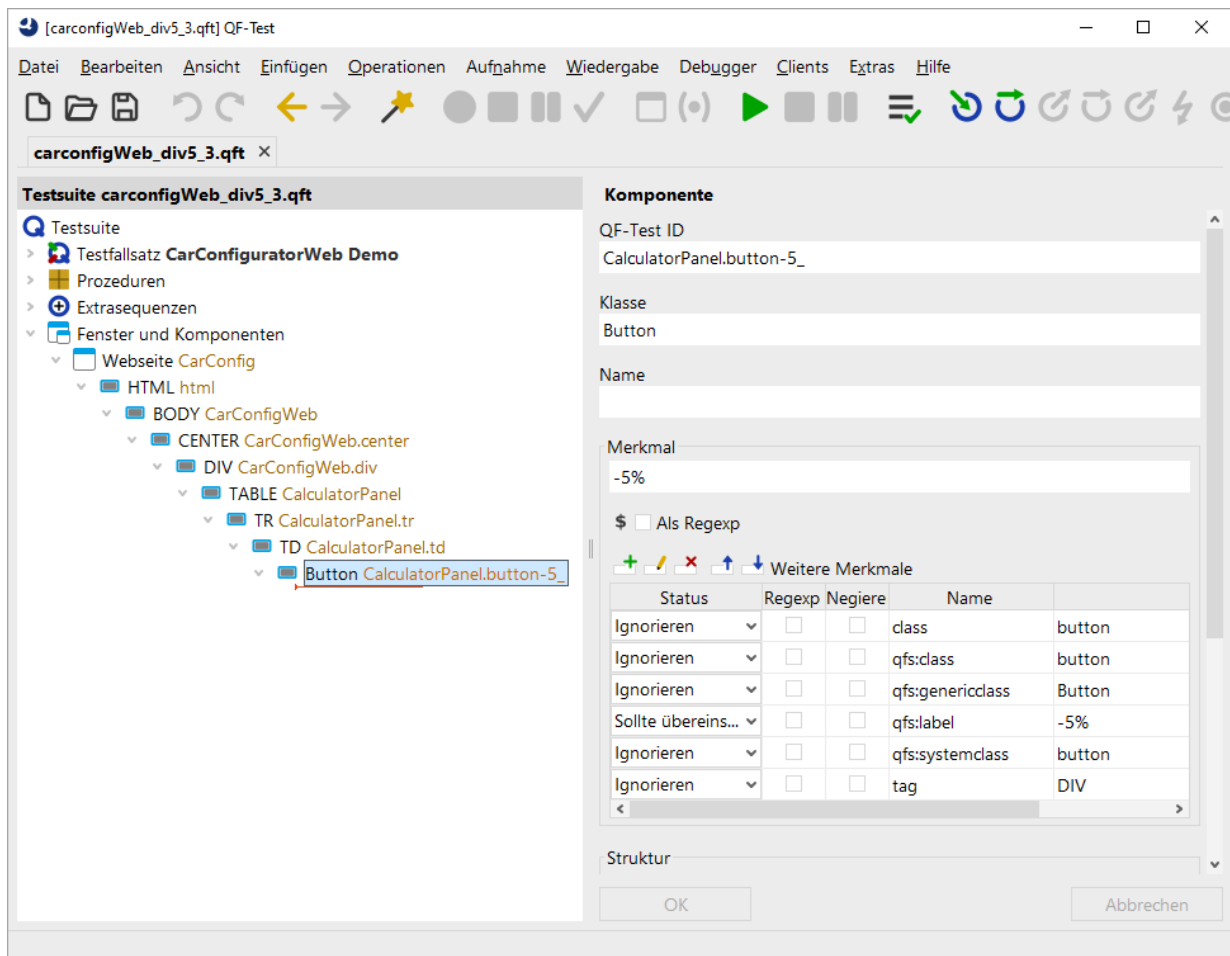 [carconfigWeb_div5_3.qft] QF-Test
Datei Bearbeiten Ansicht Einfügen Operationen Aufnahme Wiedergabe Debugger Clients Extras Hilfe
carconfigWeb_div5_3.qft
Testsuite carconfigWeb_div5_3.qft
Testsuite
Testfallsatz CarConfiguratorWeb Demo
Prozeduren
Extrasequenzen
Fenster und Komponenten
Webseite CarConfig
HTML html
BODY CarConfigWeb
CENTER CarConfigWeb.center
DIV CarConfigWeb.div
TABLE CalculatorPanel
TR CalculatorPanel.tr
TD CalculatorPanel.td
Button CalculatorPanel.button-5_
Komponente
QF-Test ID
CalculatorPanel.button-5_
Klasse
Button
Name
Merkmal
-5%
$ Als Regexp
Weitere Merkmale
Status Regexp Negiere Name
Ignorieren class button
Ignorieren qfs:class button
Ignorieren qfs:genericclass Button
Sollte übereins... qfs:label -5%
Ignorieren qfs:systemclass button
Ignorieren tag DIV
Struktur
OK Abbrechen